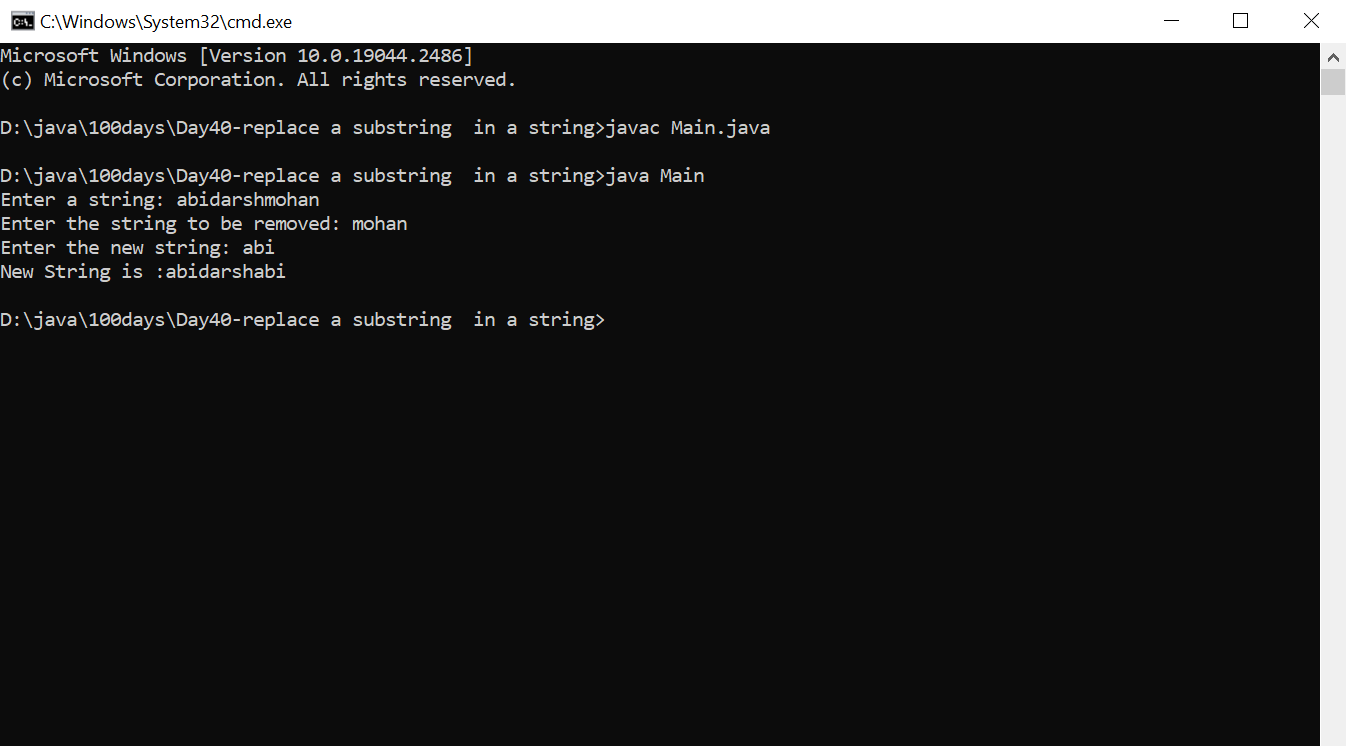 C:\Windows\System32\cmd.exe
Microsoft Windows [Version 10.0.19044.2486]
(c) Microsoft Corporation. All rights reserved.
D:\java\100days\Day40-replace a substring  in a string>javac Main.java
D:\java\100days\Day40-replace a substring  in a string>java Main
Enter a string: abidarshmohan
Enter the string to be removed: mohan
Enter the new string: abi
New String is :abidarshabi
D:\java\100days\Day40-replace a substring  in a string>